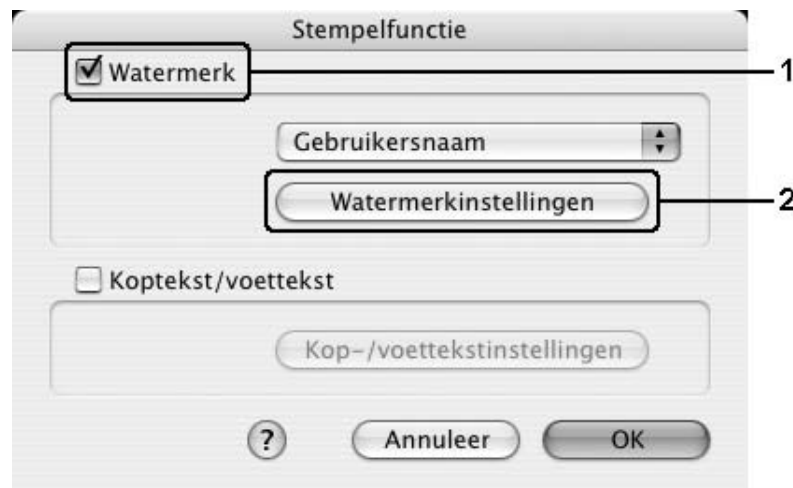 Stempelfunctie
Watermerk
1
Gebruikersnaam
Watermerkinstellingen
2
Koptekst/voettekst
Kop-/voettekstinstellingen
? Annuleer OK